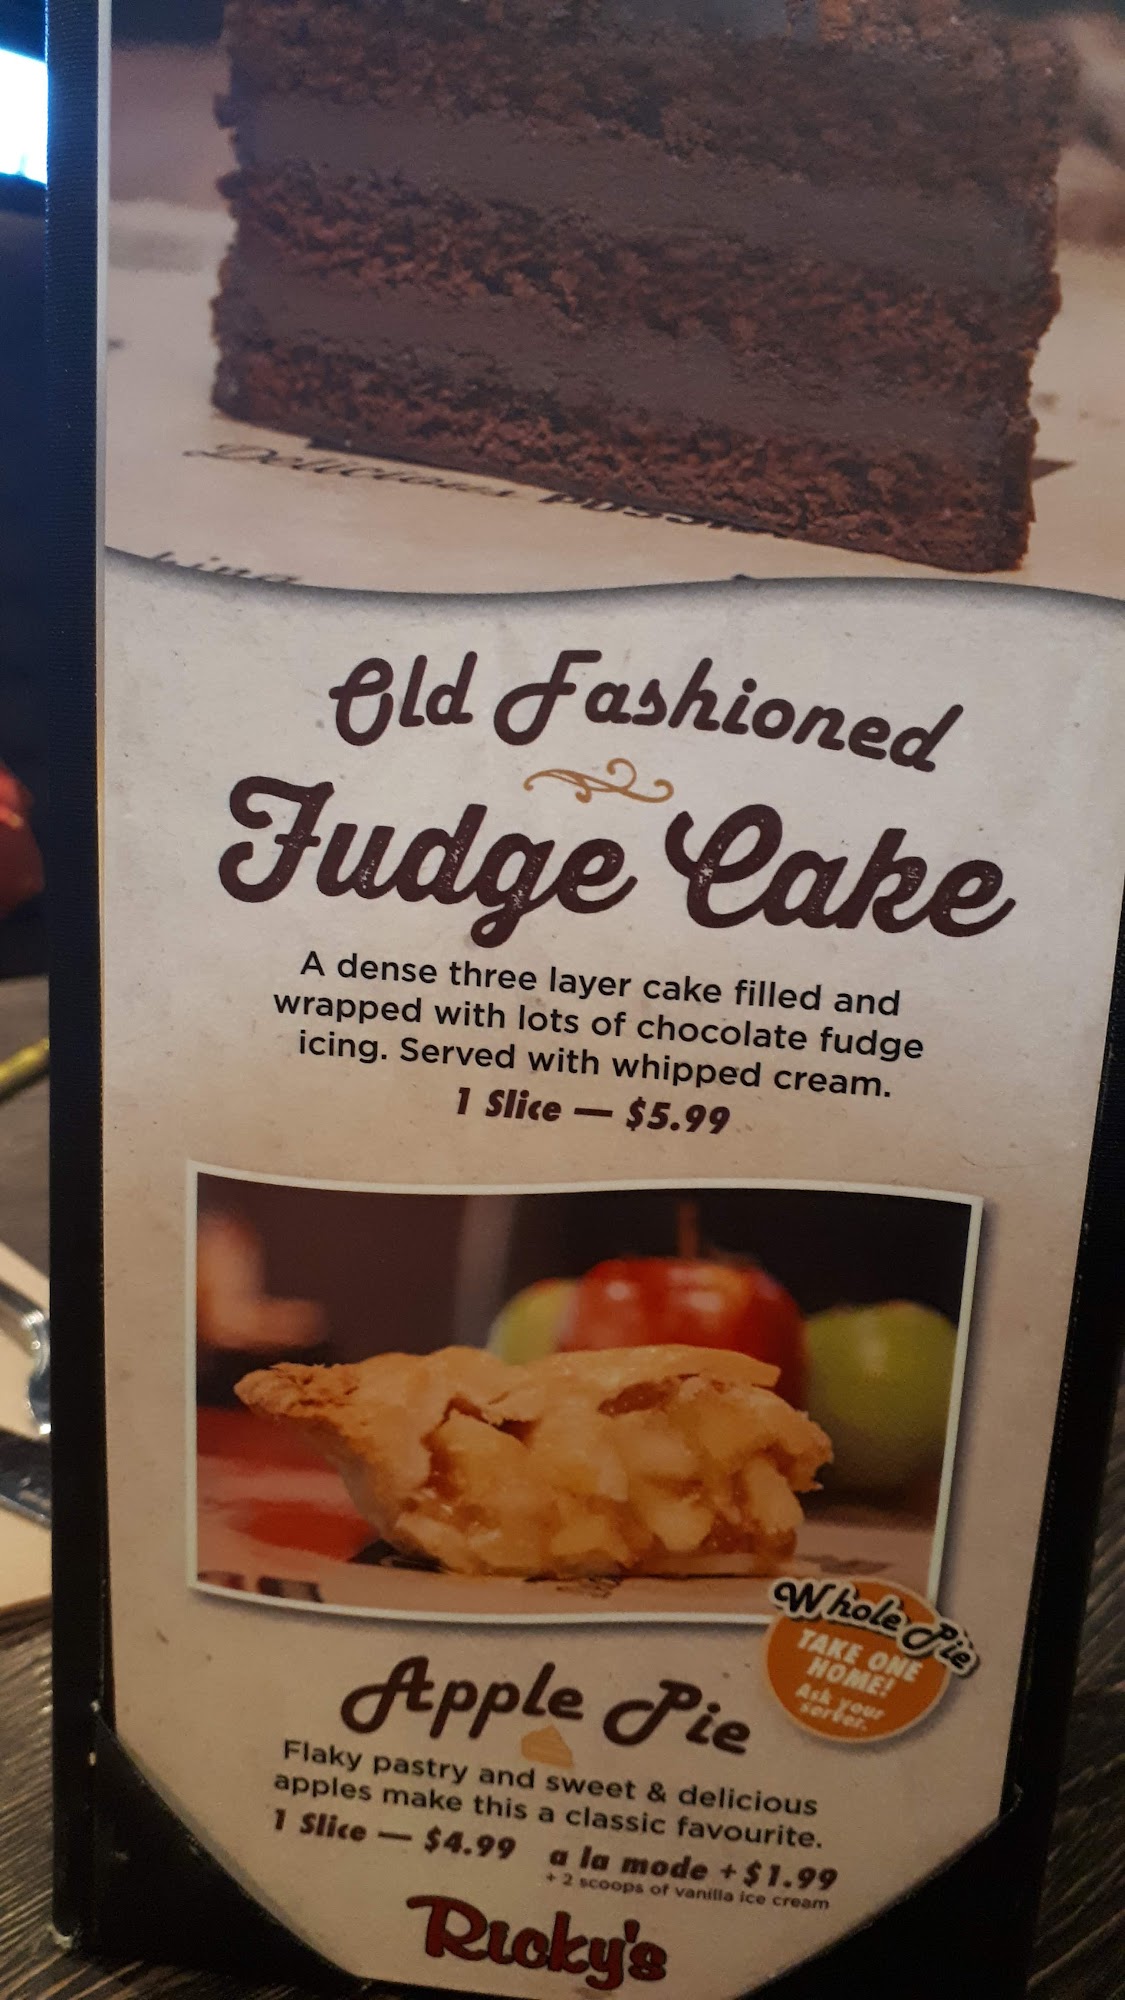 Delicious
Old Fashioned
Fudge Cake
A dense three layer cake filled and
wrapped with lots of chocolate fudge
icing. Served with whipped cream.
1 Slice — $5.99
Whole Pie
TAKE ONE
HOME!
Ask your
server.
Apple Pie
Flaky pastry and sweet & delicious
apples make this a classic favourite.
1 Slice — $4.99 a la mode + $1.99
+ 2 scoops of vanilla ice cream
Ricky's